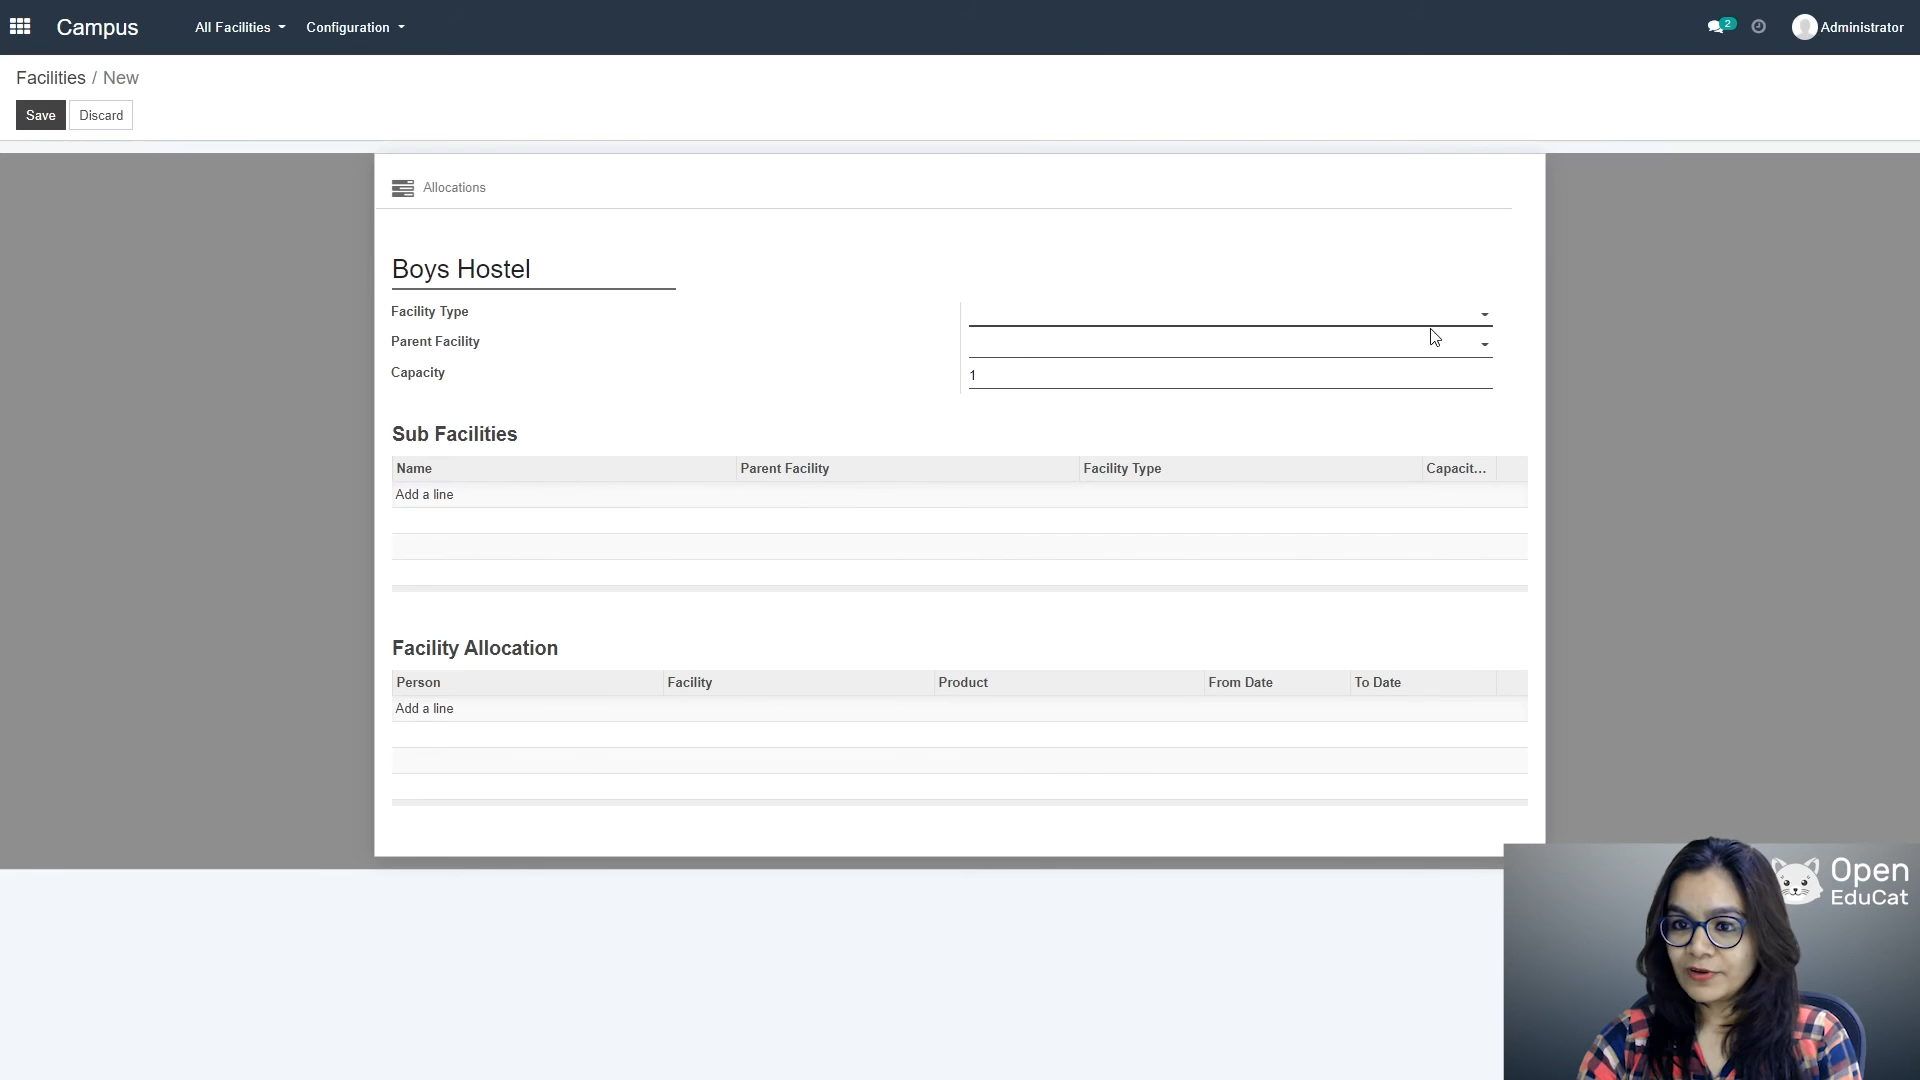 Campus All Facilities Configuration 2 Administrator
Facilities / New
Save Discard
Allocations
Boys Hostel
Facility Type
Parent Facility
Capacity 1
Sub Facilities
Name Parent Facility Facility Type Capacit...
Add a line
Facility Allocation
Person Facility Product From Date To Date
Add a line
Open
EduCat